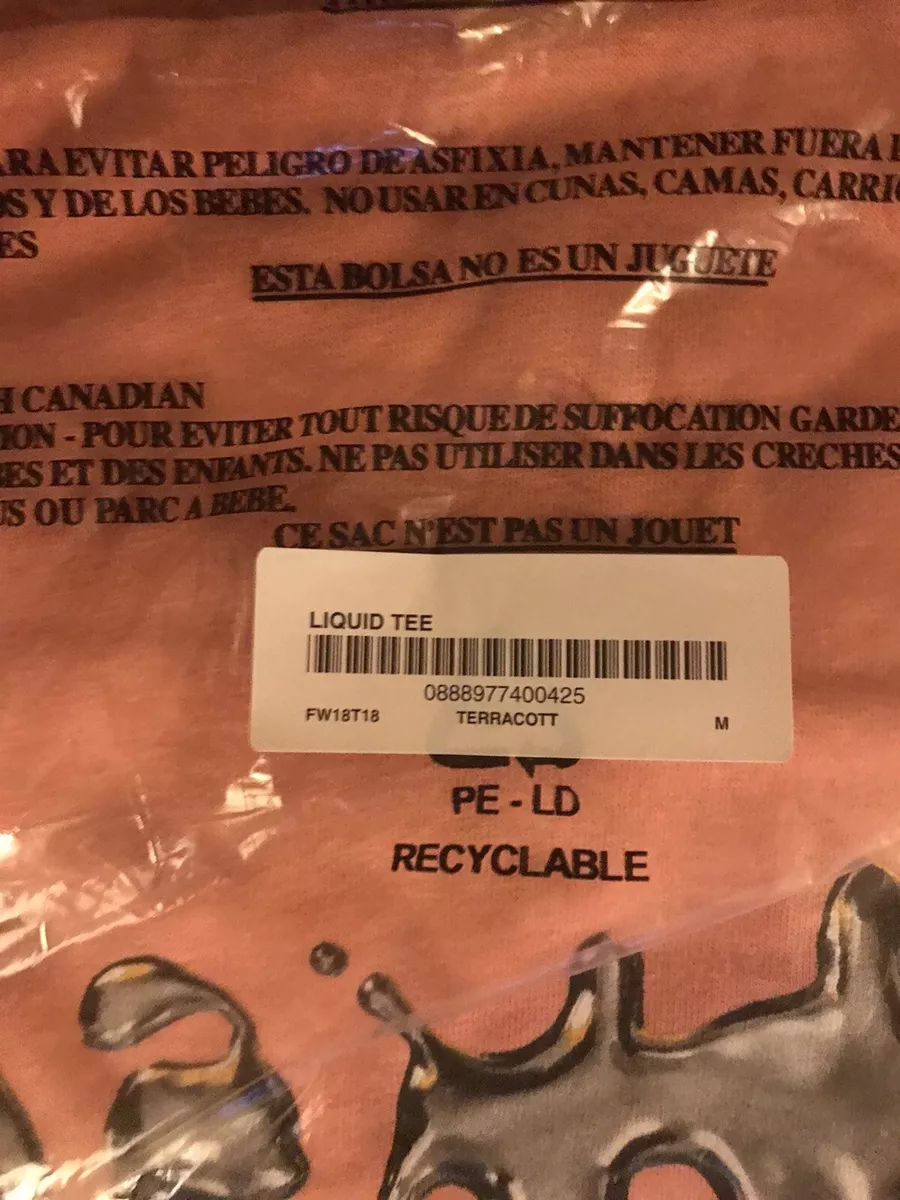 ARA EVITAR PELIGRO DE ASFIXIA, MANTENER FUERA
OS Y DE LOS BEBES. NO USAR EN CUNAS, CAMAS, CARRI
ES
ESTA BOLSA NO ES UN JUGUETE
H CANADIAN
ION - POUR EVITER TOUT RISQUE DE SUFFOCATION GARDE
ES ET DES ENFANTS. NE PAS UTILISER DANS LES CRECHES
US OU PARC A BEBE.
CE SAC N'EST PAS UN JOUET
LIQUID TEE
0888977400425
FW18T18 TERRACOTT M
PE - LD
RECYCLABLE